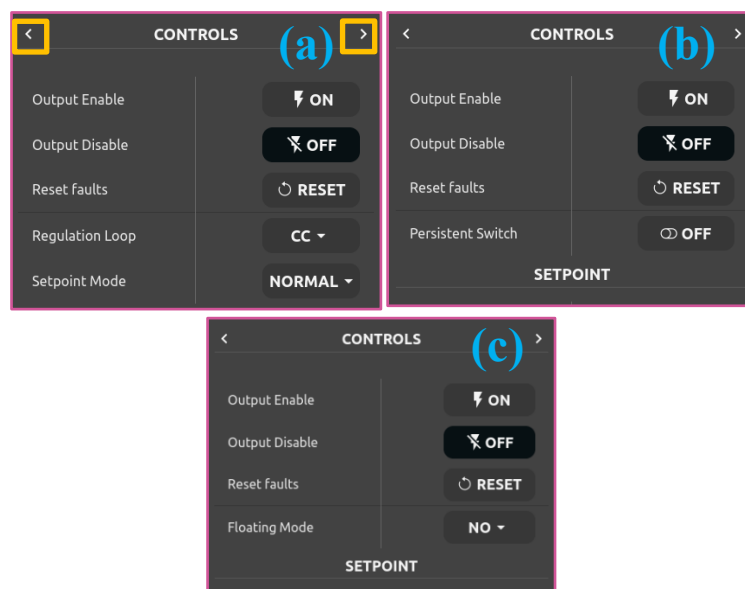 < CONTROLS (a) >
Output Enable ON
Output Disable OFF
Reset faults RESET
Regulation Loop CC
Setpoint Mode NORMAL
< CONTROLS (b) >
Output Enable ON
Output Disable OFF
Reset faults RESET
Persistent Switch OFF
SETPOINT
< CONTROLS (c) >
Output Enable ON
Output Disable OFF
Reset faults RESET
Floating Mode NO
SETPOINT